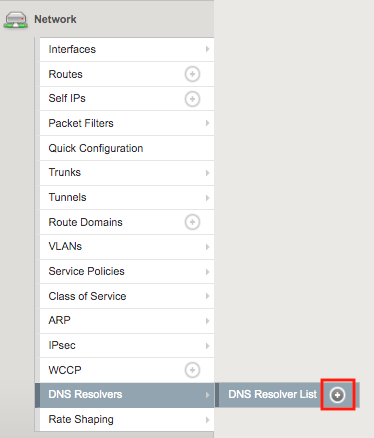 Network
Interfaces
Routes
Self IPs
Packet Filters
Quick Configuration
Trunks
Tunnels
Route Domains
VLANs
Service Policies
Class of Service
ARP
IPsec
WCCP
DNS Resolvers
DNS Resolver List
Rate Shaping